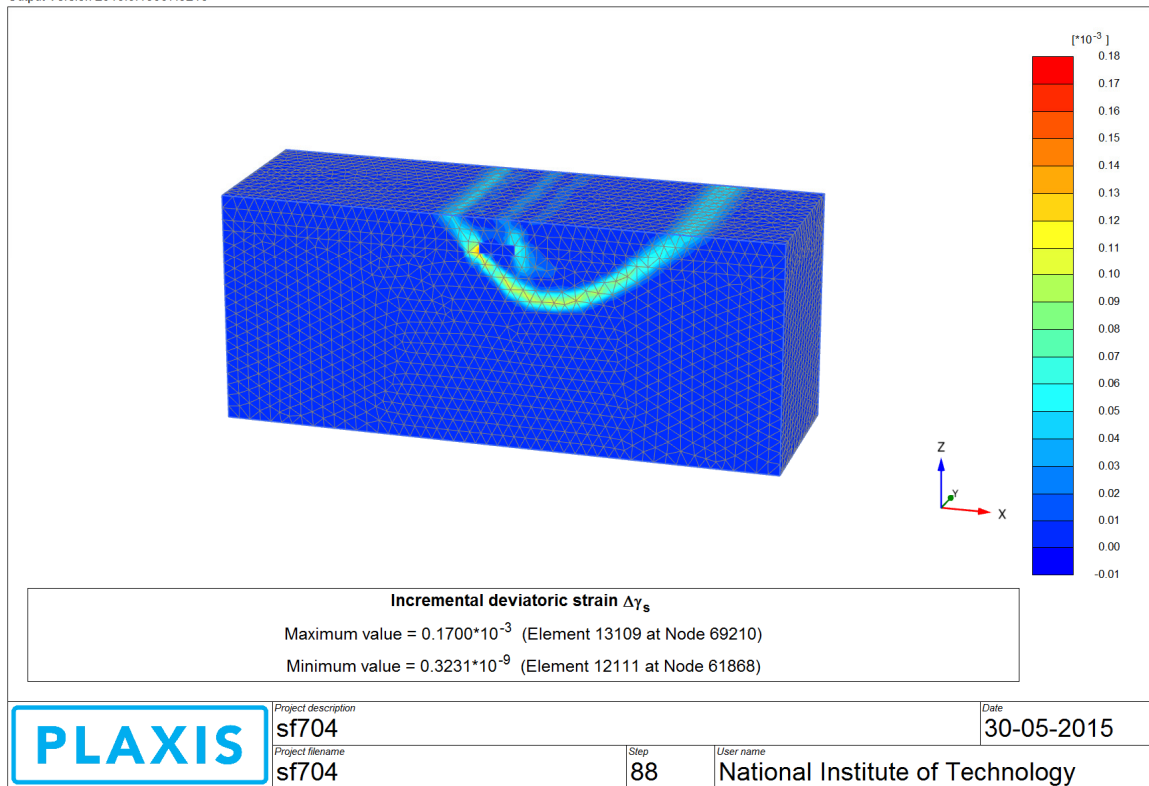 [*10-3 ]
0.18
0.17
0.16
0.15
0.14
0.13
0.12
0.11
0.10
0.09
0.08
0.07
0.06
0.05
0.04
0.03
0.02
0.01
0.00
-0.01
Z
Y
X
Incremental deviatoric strain Δγs
Maximum value = 0.1700*10-3 (Element 13109 at Node 69210)
Minimum value = 0.3231*10-9 (Element 12111 at Node 61868)
PLAXIS
Project description
sf704
Date
30-05-2015
Project filename
sf704
Step
88
User name
National Institute of Technology